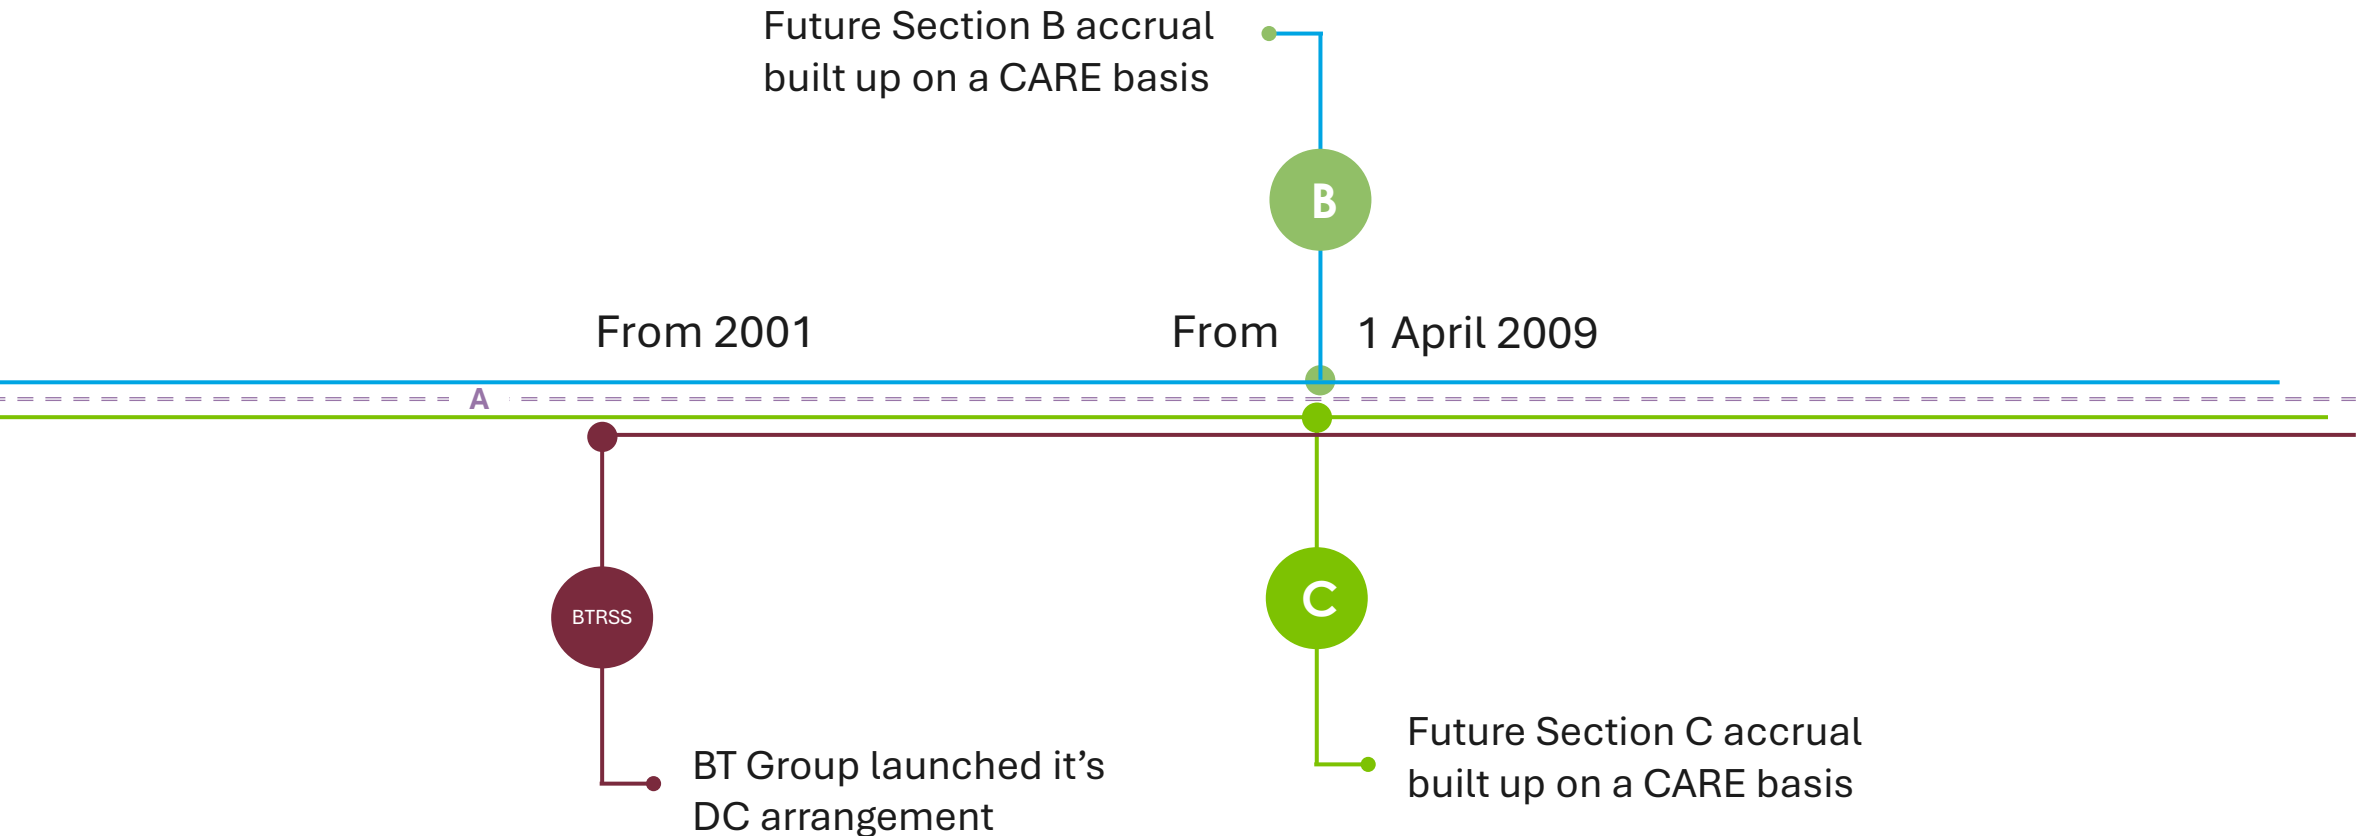 Future Section B accrual
built up on a CARE basis
B
From 2001
From 1 April 2009
A
BTRSS
C
BT Group launched it’s
DC arrangement
Future Section C accrual
built up on a CARE basis